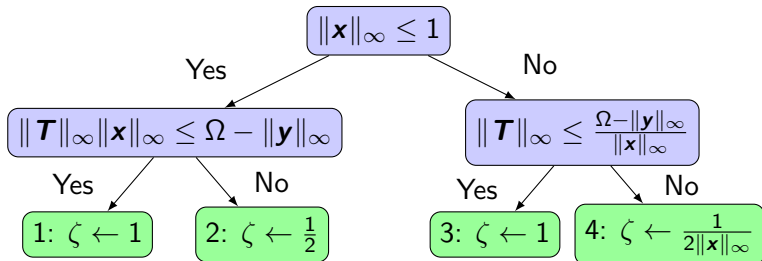 ‖x‖∞ ≤ 1
Yes
No
‖T‖∞‖x‖∞ ≤ Ω − ‖y‖∞
‖T‖∞ ≤ (Ω−‖y‖∞)/‖x‖∞
Yes
No
Yes
No
1: ζ ← 1
2: ζ ← 1/2
3: ζ ← 1
4: ζ ← 1/(2‖x‖∞)